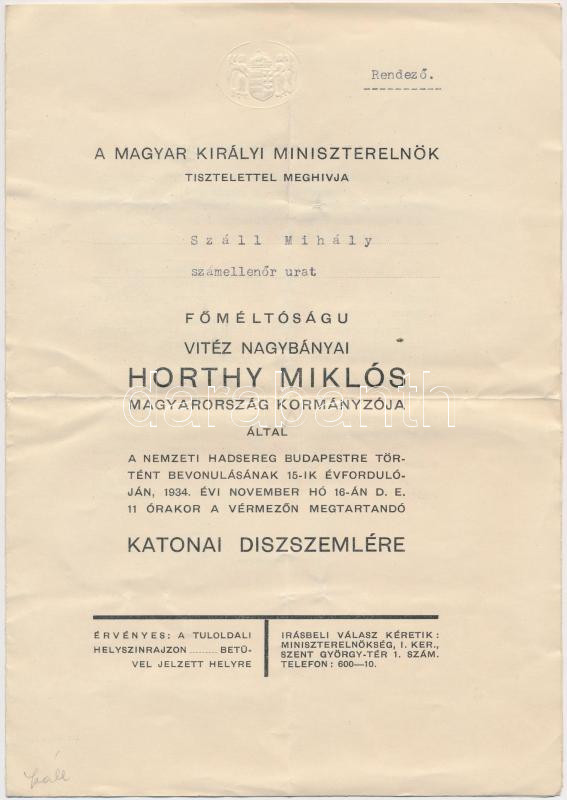 Rendező.
A MAGYAR KIRÁLYI MINISZTERELNÖK
TISZTELETTEL MEGHIVJA
Száll Mihály
számellenőr urat
FŐMÉLTÓSÁGU
VITÉZ NAGYBÁNYAI
HORTHY MIKLÓS
MAGYARORSZÁG KORMÁNYZÓJA
ÁLTAL
A NEMZETI HADSEREG BUDAPESTRE TÖR-
TÉNT BEVONULÁSÁNAK 15-IK ÉVFORDULÓ-
JÁN, 1934. ÉVI NOVEMBER HÓ 16-ÁN D. E.
11 ÓRAKOR A VÉRMEZŐN MEGTARTANDÓ
KATONAI DISZSZEMLÉRE
ÉRVÉNYES: A TULOLDALI
HELYSZINRAJZON ......... BETŰ-
VEL JELZETT HELYRE
IRÁSBELI VÁLASZ KÉRETIK:
MINISZTERELNÖKSÉG, I. KER.,
SZENT GYÖRGY-TÉR 1. SZÁM.
TELEFON: 600—10.
darabanth